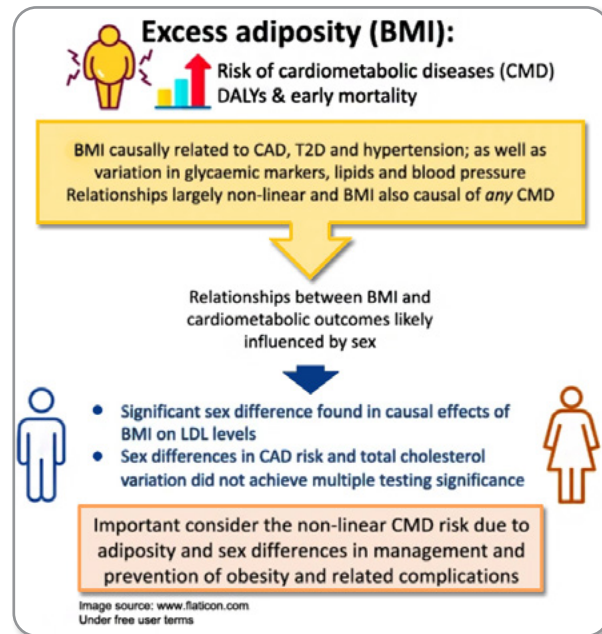 Excess adiposity (BMI):
Risk of cardiometabolic diseases (CMD)
DALYs & early mortality
BMI causally related to CAD, T2D and hypertension; as well as
variation in glycaemic markers, lipids and blood pressure
Relationships largely non-linear and BMI also causal of any CMD
Relationships between BMI and
cardiometabolic outcomes likely
influenced by sex
● Significant sex difference found in causal effects of
BMI on LDL levels
● Sex differences in CAD risk and total cholesterol
variation did not achieve multiple testing significance
Important consider the non-linear CMD risk due to
adiposity and sex differences in management and
prevention of obesity and related complications
Image source: www.flaticon.com
Under free user terms